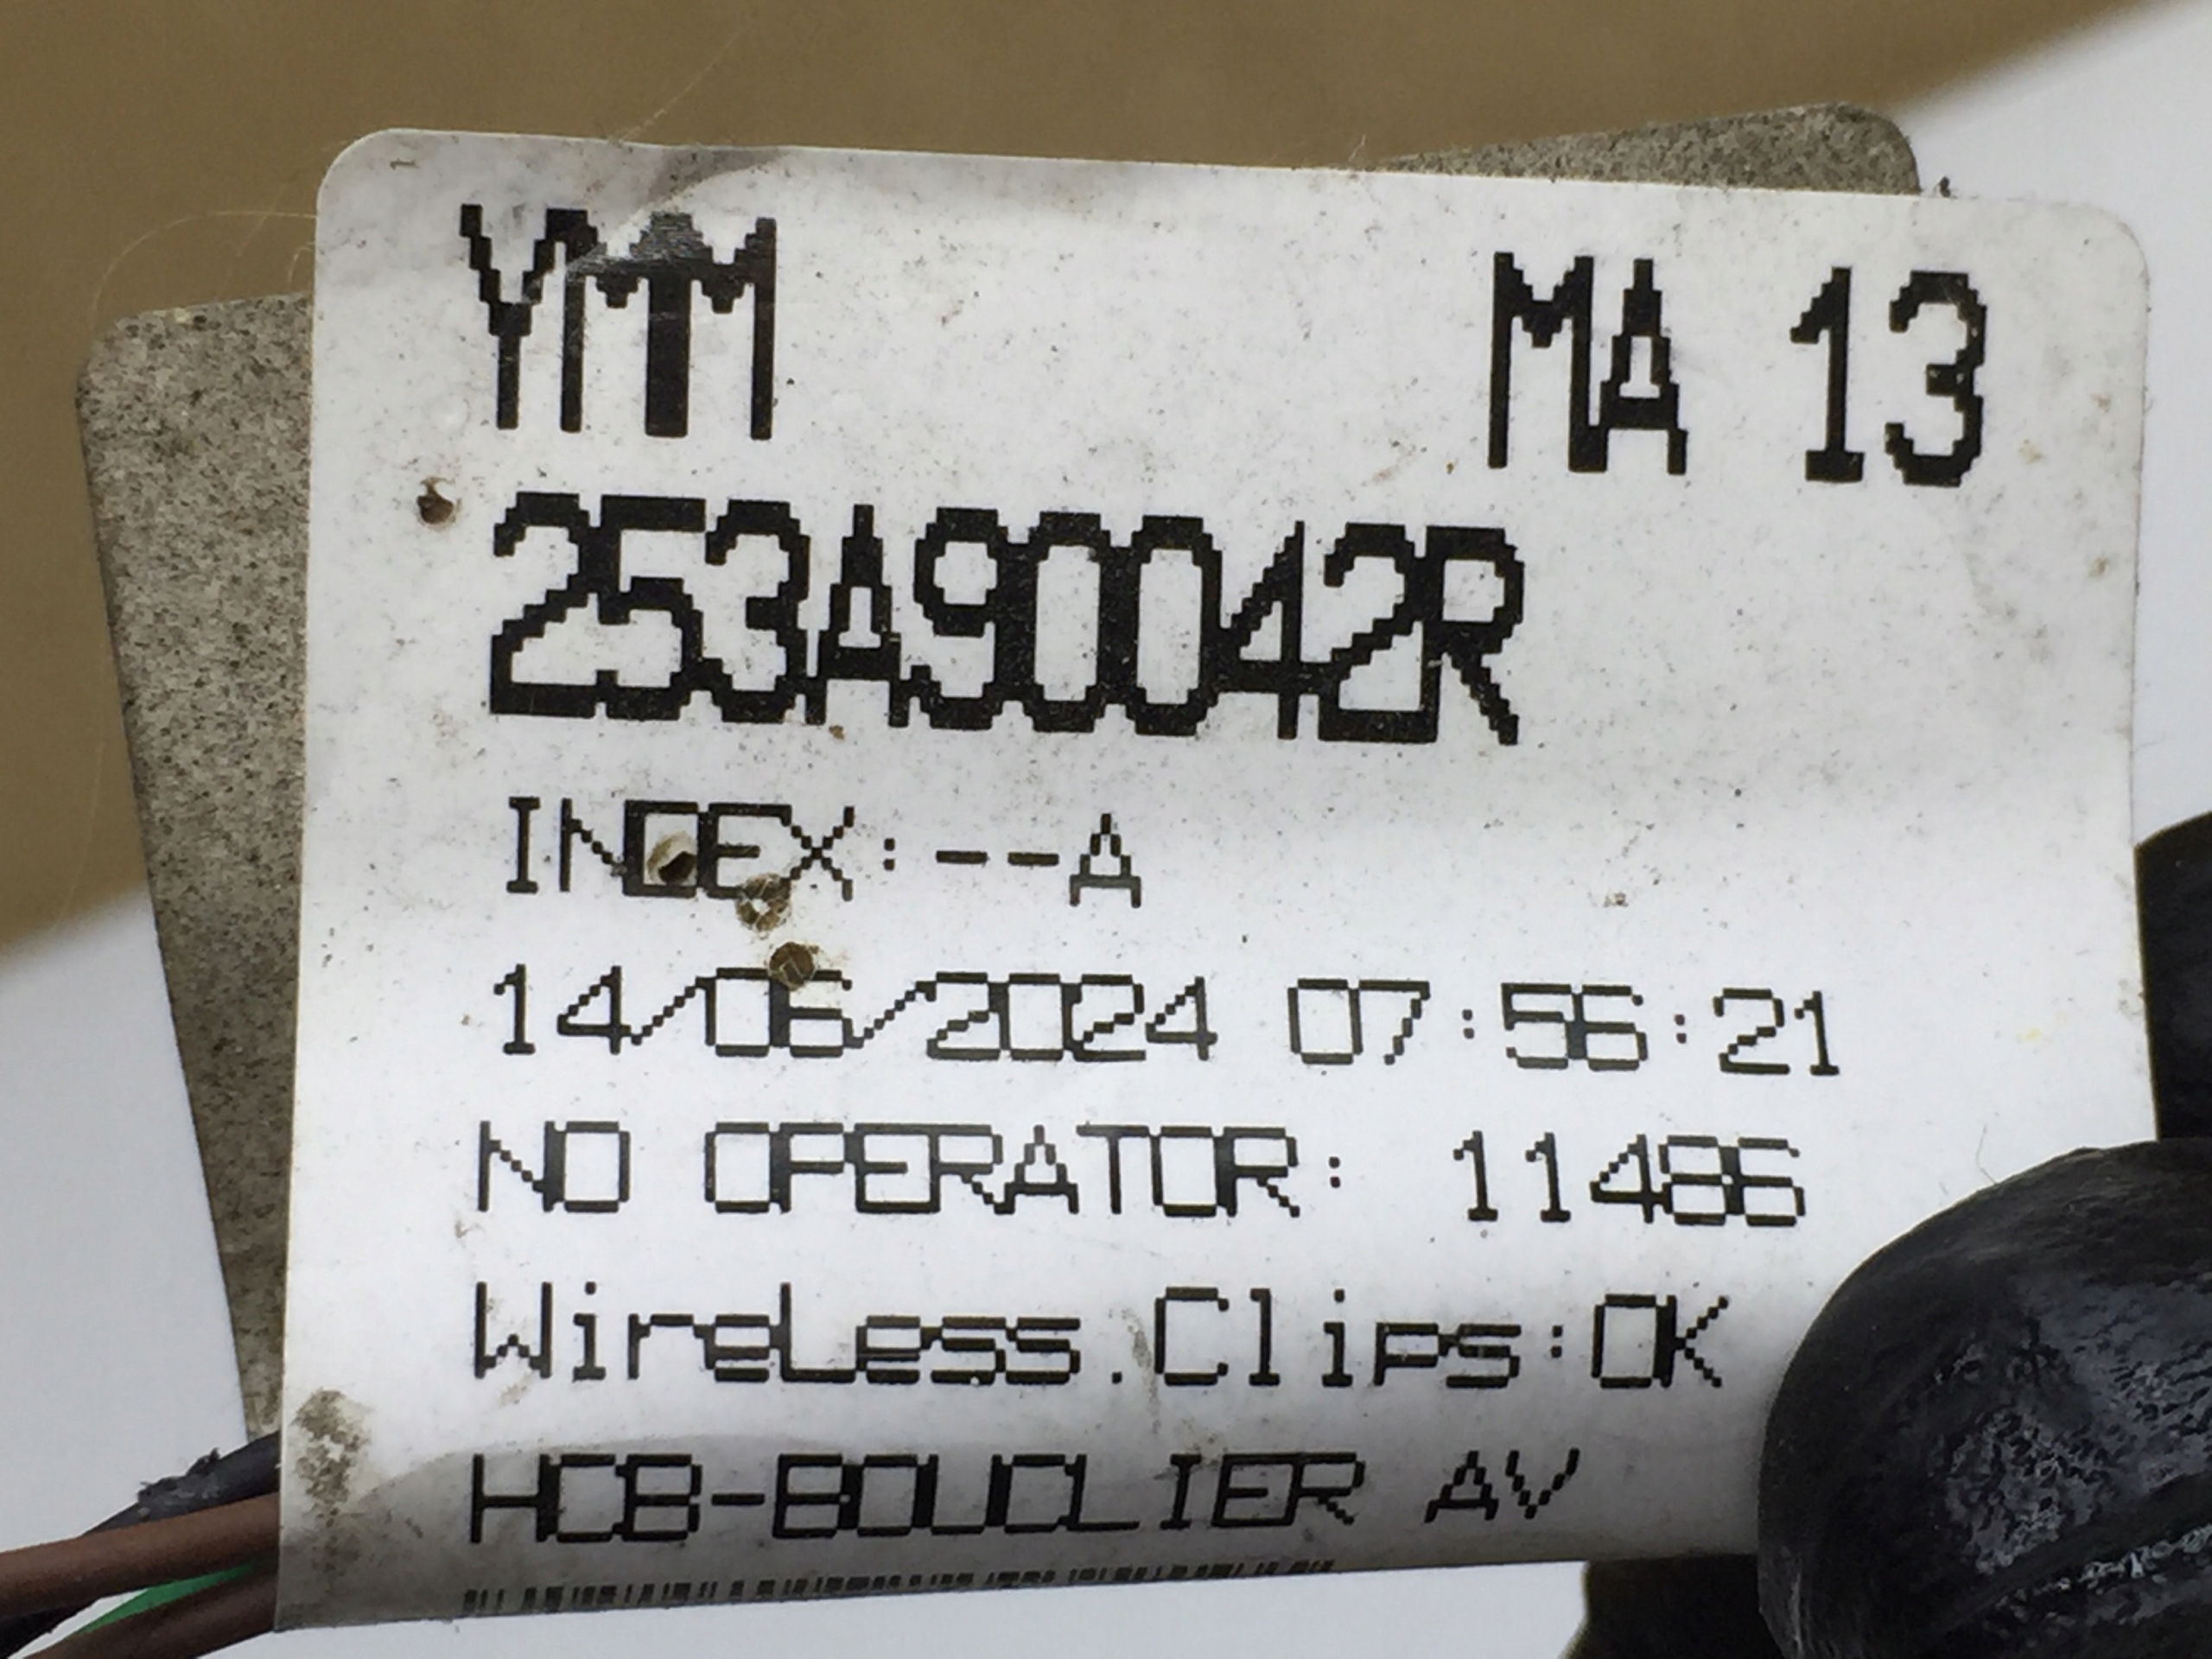 YMM MA 13
253A90042R
INDEX:--A
14/06/2024 07:56:21
NO OPERATOR: 11486
WireLess.Clips:OK
HCB-BOUCLIER AV